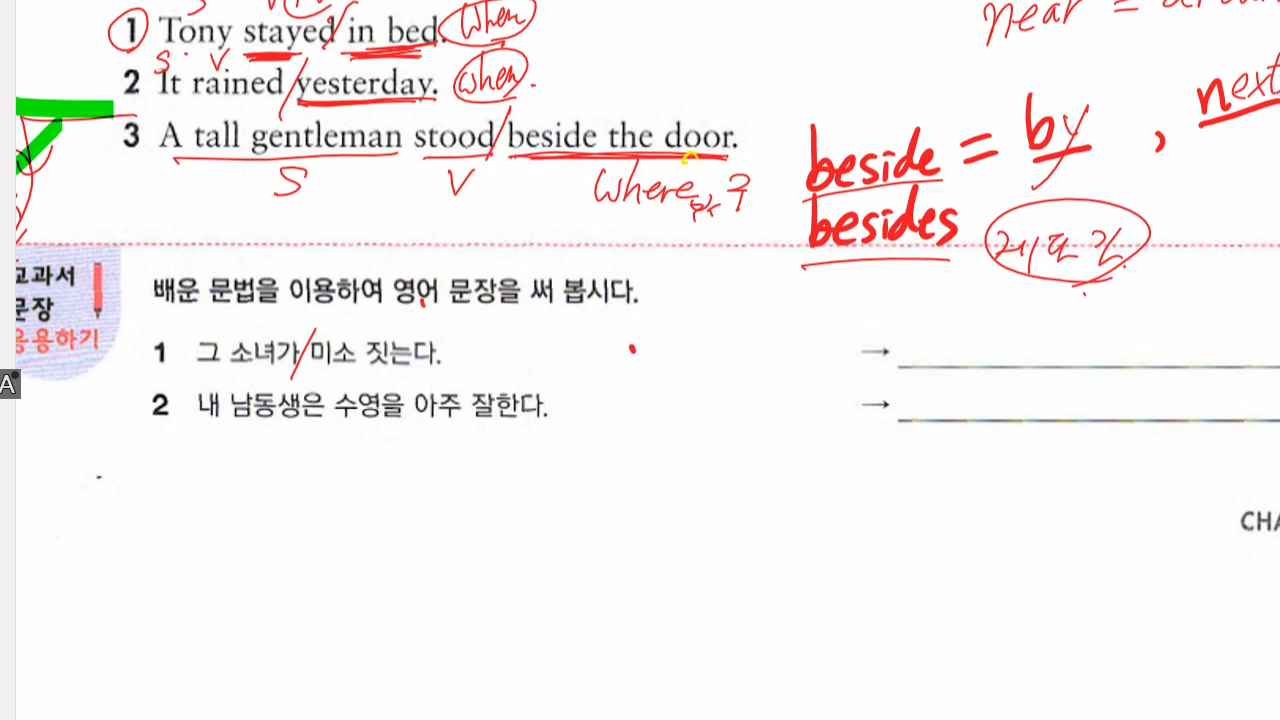 near =
S
1 Tony stayed in bed. when
S V
2 It rained yesterday. when.
3 A tall gentleman stood beside the door.
S V where ?
beside = by , next
besides
교과서
문장
응용하기
배운 문법을 이용하여 영어 문장을 써 봅시다.
1 그 소녀가 미소 짓는다. →
2 내 남동생은 수영을 아주 잘한다. →
A
CHA